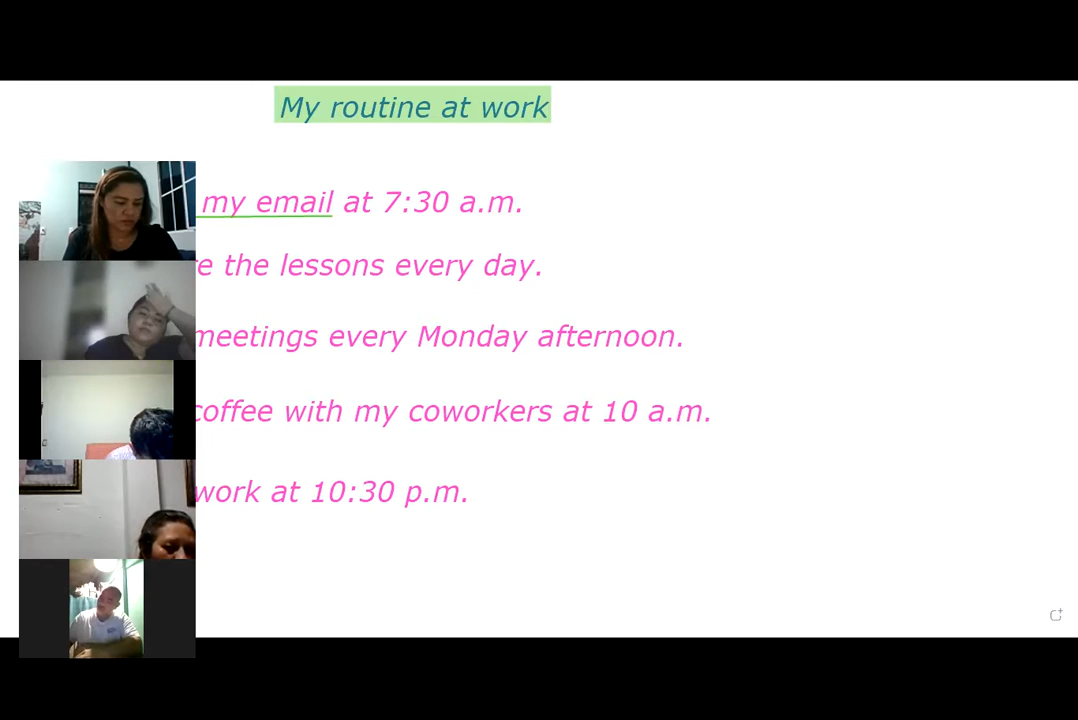 My routine at work
my email at 7:30 a.m.
the lessons every day.
meetings every Monday afternoon.
coffee with my coworkers at 10 a.m.
work at 10:30 p.m.